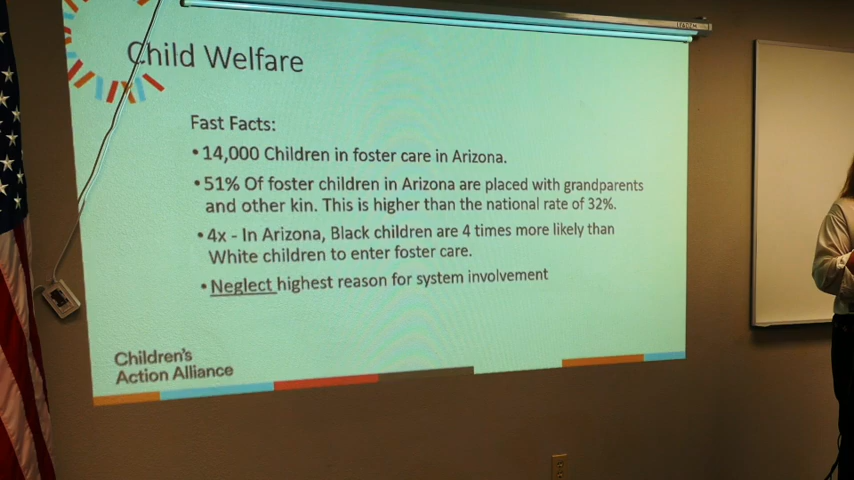 Child Welfare
Fast Facts:
•14,000 Children in foster care in Arizona.
•51% Of foster children in Arizona are placed with grandparents
and other kin. This is higher than the national rate of 32%.
•4x - In Arizona, Black children are 4 times more likely than
White children to enter foster care.
•Neglect highest reason for system involvement
Children's
Action Alliance